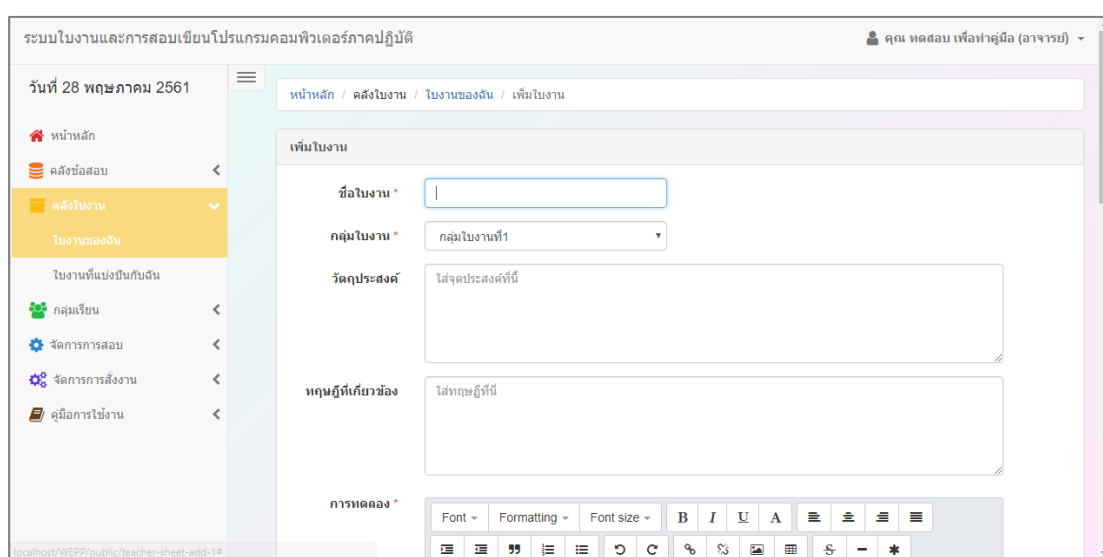 ระบบใบงานและการสอบเขียนโปรแกรมคอมพิวเตอร์ภาคปฏิบัติ
คุณ ทดสอบ เพื่อทำคู่มือ (อาจารย์)
วันที่ 28 พฤษภาคม 2561
หน้าหลัก / คลังใบงาน / ใบงานของฉัน / เพิ่มใบงาน
หน้าหลัก
คลังข้อสอบ
คลังใบงาน
ใบงานของฉัน
ใบงานที่แบ่งปันกับฉัน
กลุ่มเรียน
จัดการการสอบ
จัดการการสั่งงาน
คู่มือการใช้งาน
เพิ่มใบงาน
ชื่อใบงาน *
กลุ่มใบงาน * กลุ่มใบงานที่1
วัตถุประสงค์ ใส่จุดประสงค์ที่นี่
ทฤษฎีที่เกี่ยวข้อง ใส่ทฤษฎีที่นี่
การทดลอง *
Font Formatting Font size B I U A
S
localhost/WEPP/public/teacher-sheet-add-1#